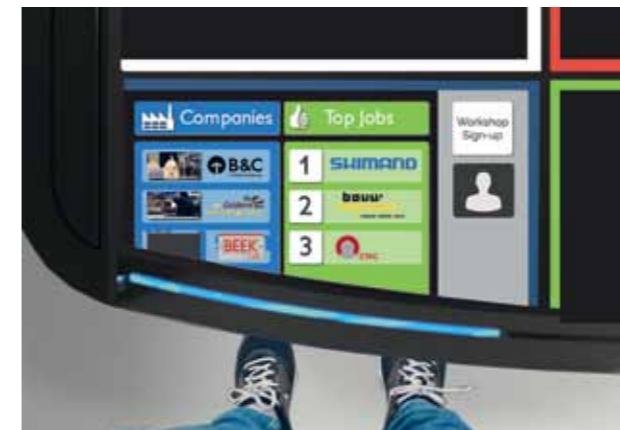 Companies
Top Jobs
Workshop
Sign-up
B&C
1 SHIMANO
2 bouw
BEEK
3